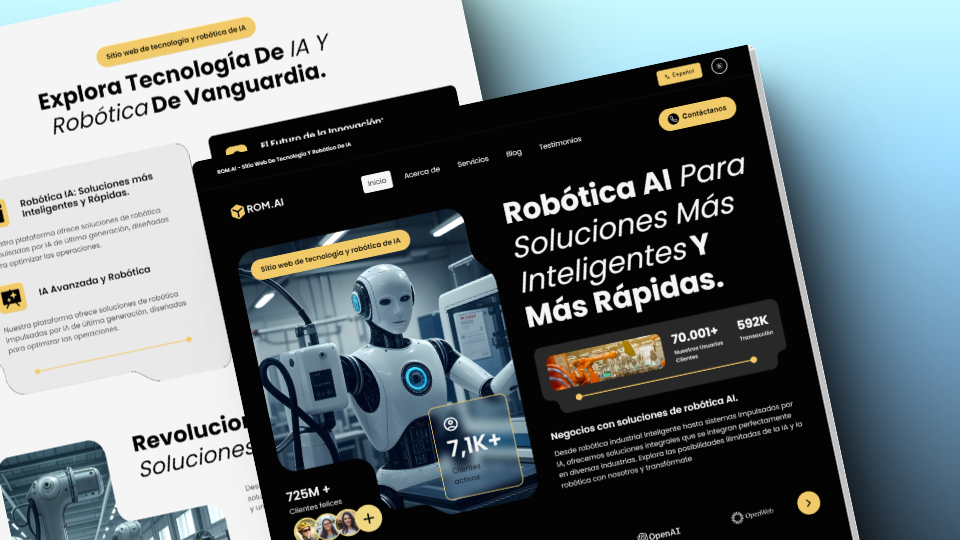 Sitio web de tecnología y robótica de IA
Explora Tecnología De IA Y
Robótica De Vanguardia.
El Futuro de la Innovación:
Robótica IA: Soluciones más
Inteligentes y Rápidas.
plataforma ofrece soluciones de robótica
impulsadas por IA de última generación, diseñadas
para optimizar las operaciones.
IA Avanzada y Robótica
Nuestra plataforma ofrece soluciones de robótica
impulsadas por IA de última generación, diseñadas
para optimizar las operaciones.
Soluciones
ROM.AI - Sitio Web De Tecnología Y Robótica De IA
Español
ROM.AI
Inicio
Acerca de
Servicios
Blog
Testimonios
Contáctanos
Sitio web de tecnología y robótica de IA
Robótica AI Para
Soluciones Más
Inteligentes Y
Más Rápidas.
70.001+
Nuestros Usuarios
Clientes
592K
Transacción
7,1K+
Clientes
activos
725M +
Clientes felices
Negocios con soluciones de robótica AI.
Desde robótica industrial inteligente hasta sistemas impulsados por
IA, ofrecemos soluciones integrales que se integran perfectamente
en diversas industrias. Explora las posibilidades ilimitadas de la IA y la
robótica con nosotros y transfórmate
OpenAI
OpenWeb